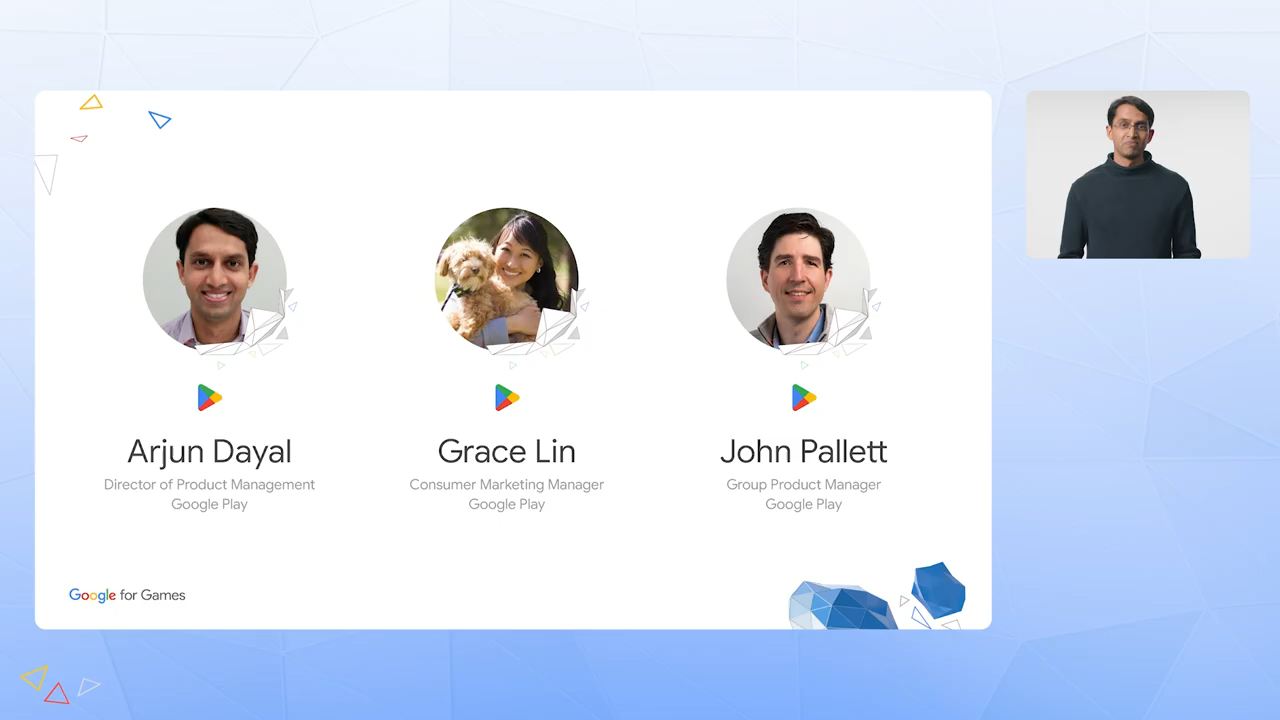 Arjun Dayal
Director of Product Management
Google Play
Grace Lin
Consumer Marketing Manager
Google Play
John Pallett
Group Product Manager
Google Play
Google for Games